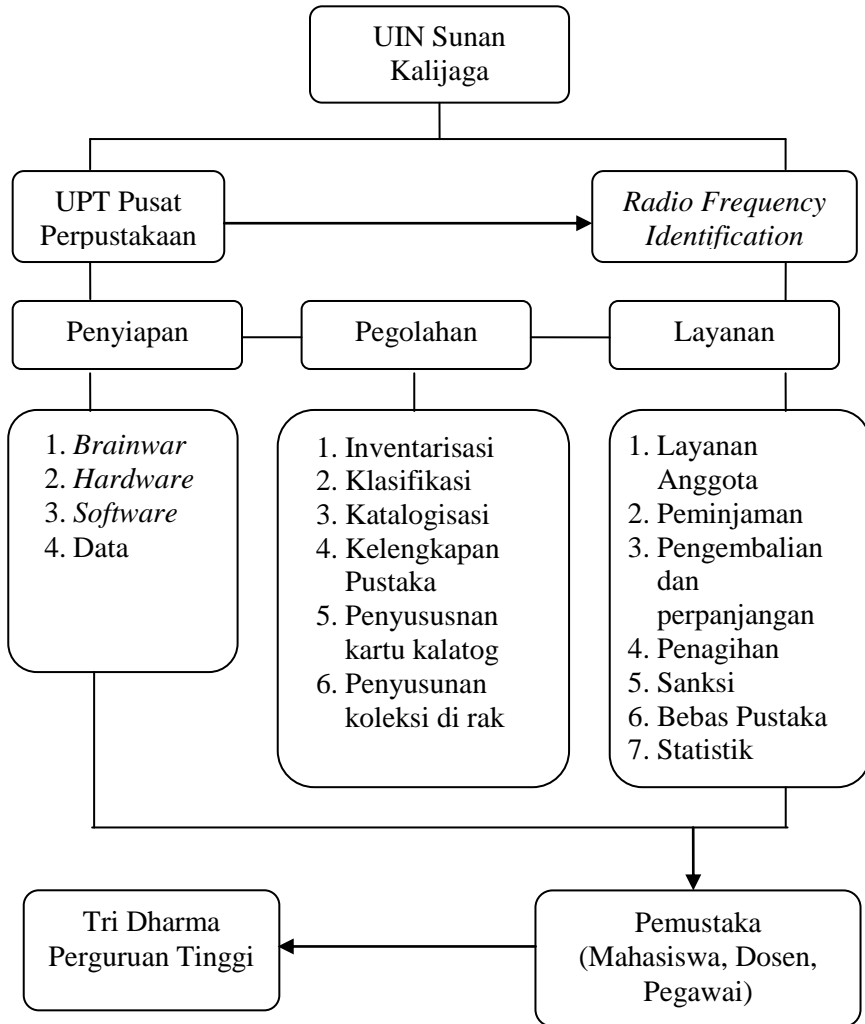 UIN Sunan
Kalijaga
UPT Pusat
Perpustakaan
Radio Frequency
Identification
Penyiapan
Pegolahan
Layanan
1. Brainwar
2. Hardware
3. Software
4. Data
1. Inventarisasi
2. Klasifikasi
3. Katalogisasi
4. Kelengkapan
Pustaka
5. Penyususnan
kartu kalatog
6. Penyusunan
koleksi di rak
1. Layanan
Anggota
2. Peminjaman
3. Pengembalian
dan
perpanjangan
4. Penagihan
5. Sanksi
6. Bebas Pustaka
7. Statistik
Tri Dharma
Perguruan Tinggi
Pemustaka
(Mahasiswa, Dosen,
Pegawai)